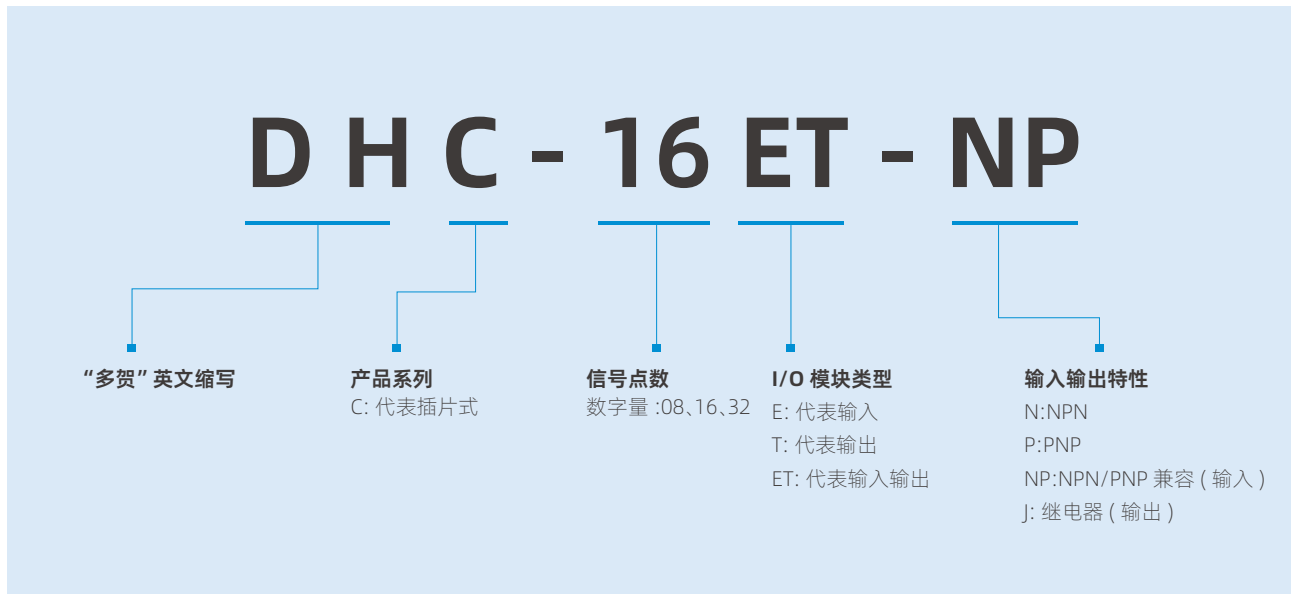 DHC-16ET-NP
“多贺”英文缩写
产品系列
C: 代表插片式
信号点数
数字量 :08、16、32
I/O 模块类型
E: 代表输入
T: 代表输出
ET: 代表输入输出
输入输出特性
N:NPN
P:PNP
NP:NPN/PNP 兼容 ( 输入 )
J: 继电器 ( 输出 )